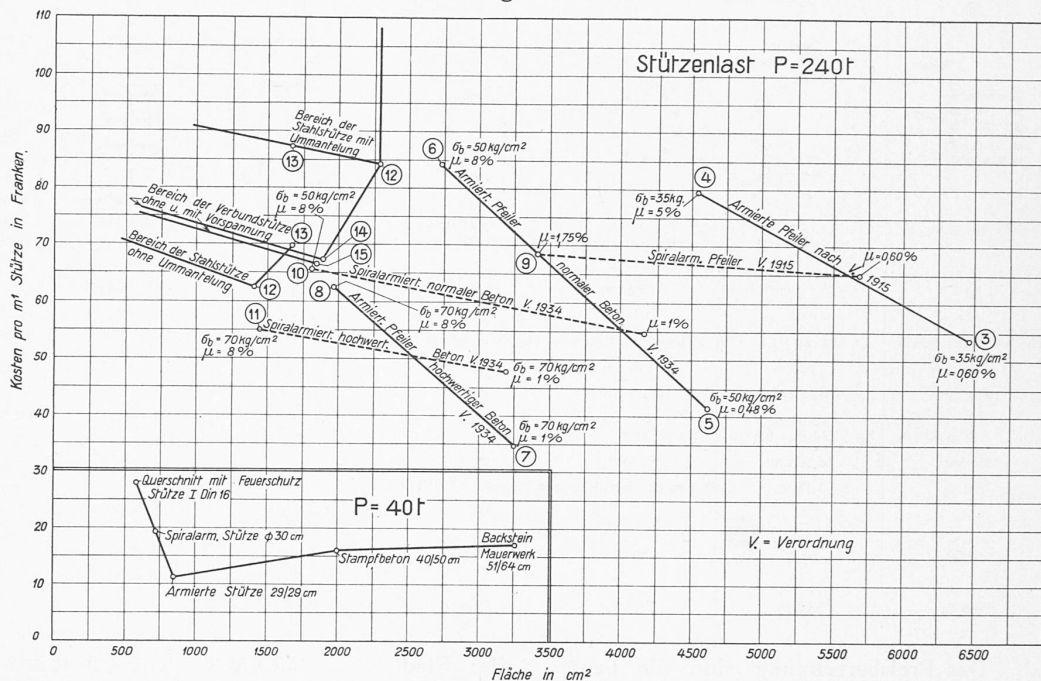 110
100
90
80
70
60
50
40
30
20
10
0
Kosten pro m¹ Stütze in Franken
0
500
1000
1500
2000
2500
3000
3500
4000
4500
5000
5500
6000
6500
Fläche in cm²
Stützenlast P=240t
Bereich der
Stahlstütze mit
Ummantelung
13
12
Bereich der Verbundstütze
ohne u. mit Vorspannung
σb = 50 kg/cm²
μ = 8%
13
14
15
10
Bereich der Stahlstütze
ohne Ummantelung
12
11
8
6
σb = 50 kg/cm²
μ = 8%
Armiert. Pfeiler
normaler Beton
V. 1934
μ = 1,75%
9
Spiralarm. Pfeiler V. 1915
4
σb = 35kg,
μ = 5%
Armierte Pfeiler nach
V. 1915
μ = 0,60%
3
σb = 35kg/cm²
μ = 0,60%
Spiralarmiert. normaler Beton V. 1934
μ = 1%
σb = 70 kg/cm²
μ = 8%
Spiralarmiert. hochwert. Beton V. 1934
σb = 70 kg/cm²
μ = 8%
σb = 70 kg/cm²
μ = 1%
Armiert. Pfeiler
hochwertiger Beton
V. 1934
σb = 70 kg/cm²
μ = 1%
7
σb = 50kg/cm²
μ = 0,48%
5
Querschnitt mit Feuerschutz
Stütze I Din 16
P= 40t
Spiralarm. Stütze ϕ 30 cm
Armierte Stütze 29/29 cm
Stampfbeton 40/50 cm
Backstein
Mauerwerk
51/64 cm
V. = Verordnung